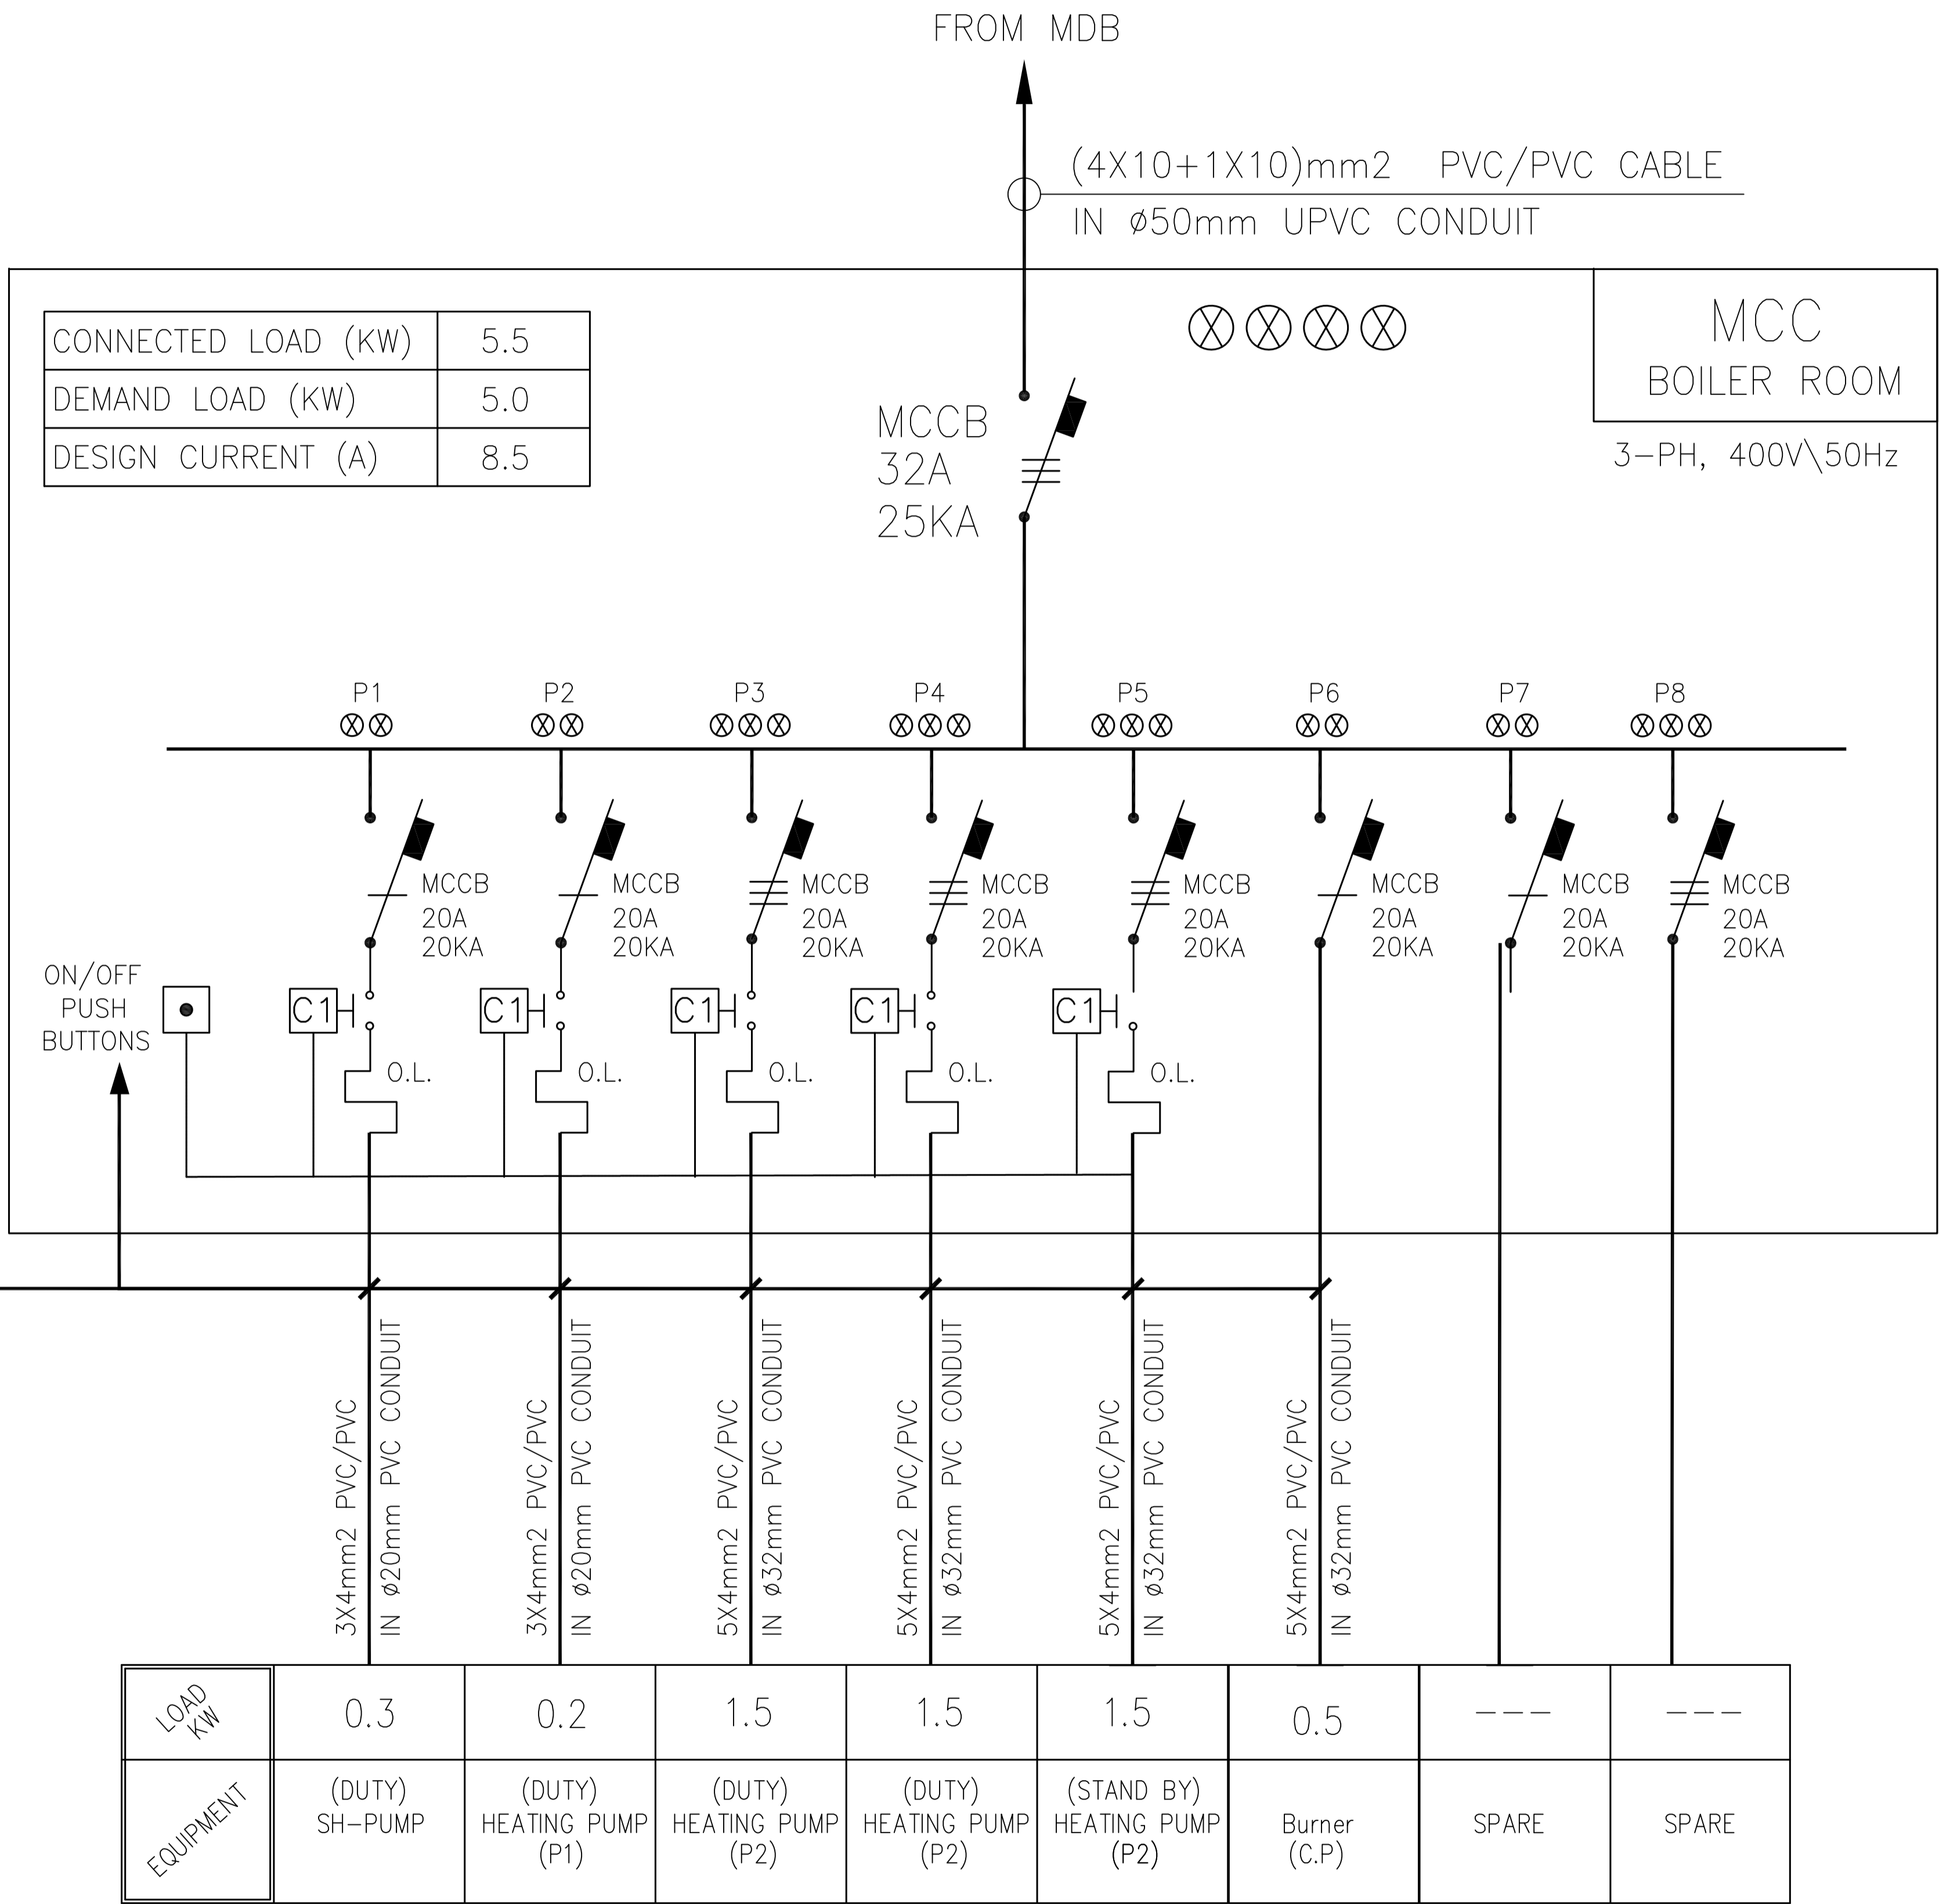 FROM MDB
(4X10+1X10)mm2 PVC/PVC CABLE
IN ø50mm UPVC CONDUIT
CONNECTED LOAD (KW) 5.5
DEMAND LOAD (KW) 5.0
DESIGN CURRENT (A) 8.5
MCC
BOILER ROOM
3-PH, 400V\50Hz
MCCB
32A
25KA
P1 P2 P3 P4 P5 P6 P7 P8
MCCB MCCB MCCB MCCB MCCB MCCB MCCB MCCB
20A 20A 20A 20A 20A 20A 20A 20A
20KA 20KA 20KA 20KA 20KA 20KA 20KA 20KA
ON/OFF
PUSH
BUTTONS
C1 C1 C1 C1 C1
O.L. O.L. O.L. O.L. O.L.
3X4mm2 PVC/PVC
IN ø20mm PVC CONDUIT
3X4mm2 PVC/PVC
IN ø20mm PVC CONDUIT
5X4mm2 PVC/PVC
IN ø32mm PVC CONDUIT
5X4mm2 PVC/PVC
IN ø32mm PVC CONDUIT
5X4mm2 PVC/PVC
IN ø32mm PVC CONDUIT
5X4mm2 PVC/PVC
IN ø32mm PVC CONDUIT
LOAD
KW
0.3 0.2 1.5 1.5 1.5 0.5 --- ---
EQUIPMENT
(DUTY)
SH-PUMP
(DUTY)
HEATING PUMP
(P1)
(DUTY)
HEATING PUMP
(P2)
(DUTY)
HEATING PUMP
(P2)
(STAND BY)
HEATING PUMP
(P2)
Burner
(C.P)
SPARE
SPARE